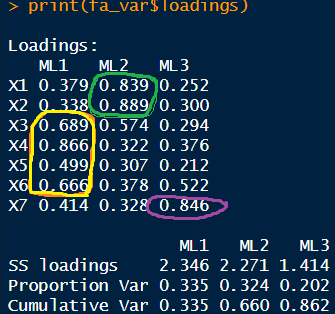 > print(fa_var$loadings)
Loadings:
ML1 ML2 ML3
X1 0.379 0.839 0.252
X2 0.338 0.889 0.300
X3 0.689 0.574 0.294
X4 0.866 0.322 0.376
X5 0.499 0.307 0.212
X6 0.666 0.378 0.522
X7 0.414 0.328 0.846
ML1 ML2 ML3
SS loadings 2.346 2.271 1.414
Proportion Var 0.335 0.324 0.202
Cumulative Var 0.335 0.660 0.862